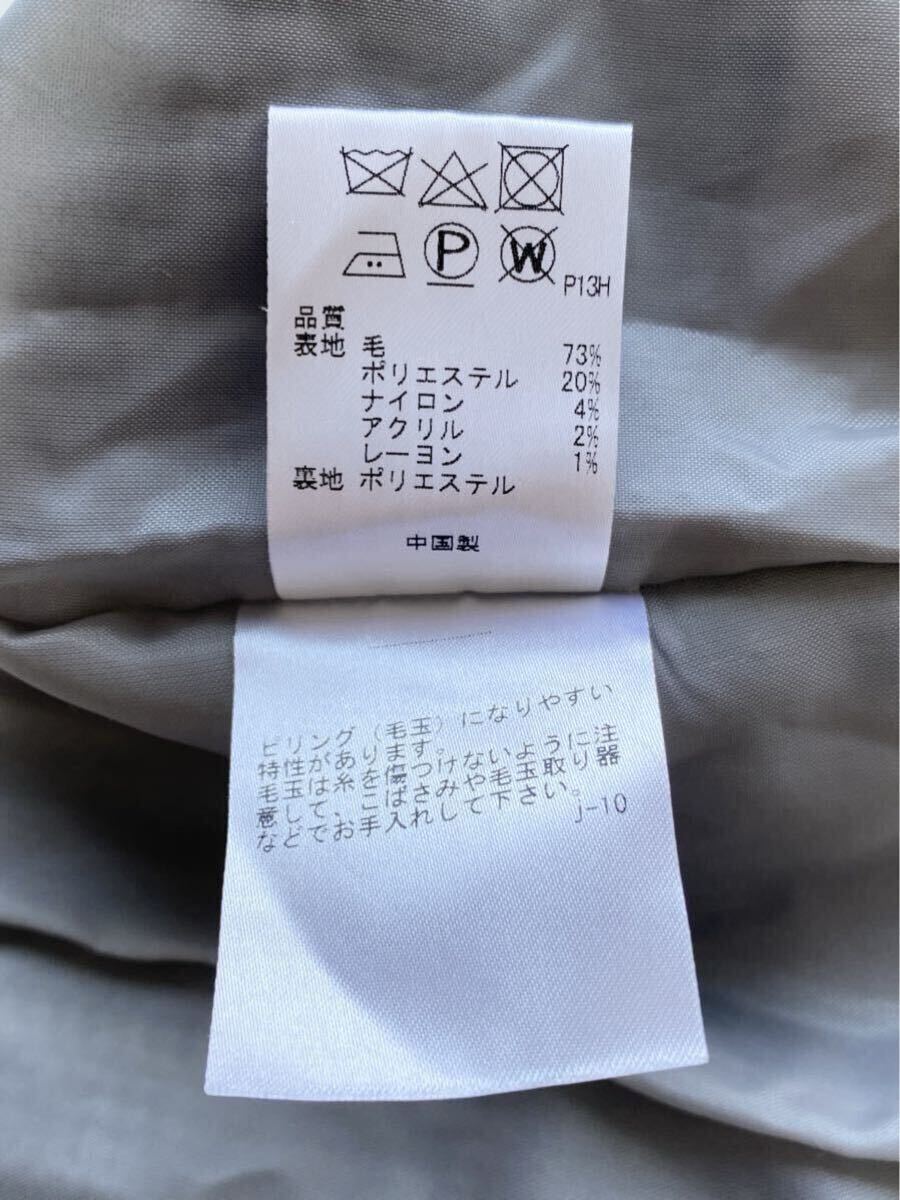 P W P13H
品質
表地 毛 73%
ポリエステル 20%
ナイロン 4%
アクリル 2%
レーヨン 1%
裏地 ポリエステル
中国製
ピリング（毛玉）になりやすい
特性があります。
毛玉は糸を傷つけないように注
意して、こばさみや毛玉取り器
などでお手入れして下さい。
J-10